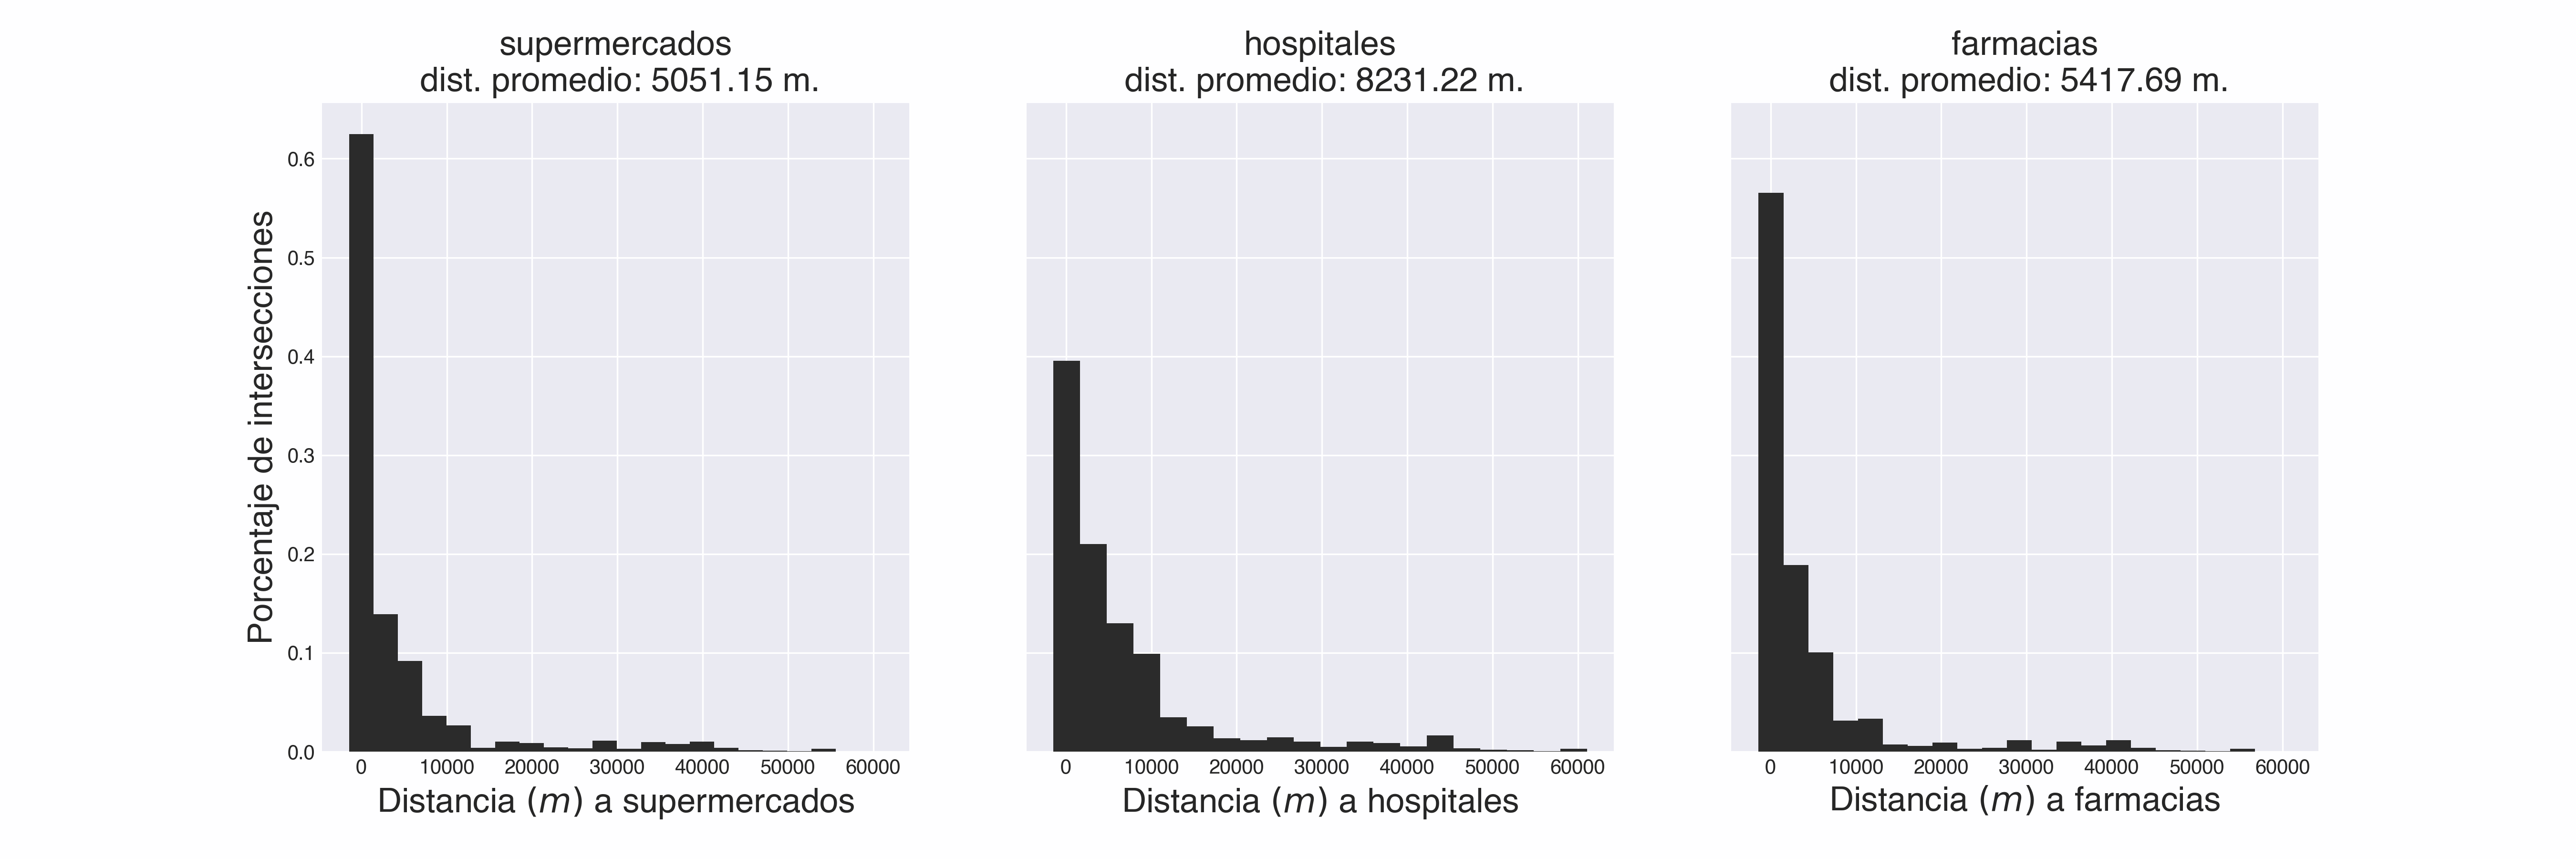 supermercados
dist. promedio: 5051.15 m.
Porcentaje de intersecciones
0.6
0.5
0.4
0.3
0.2
0.1
0.0
0 10000 20000 30000 40000 50000 60000
Distancia (m) a supermercados
hospitales
dist. promedio: 8231.22 m.
0 10000 20000 30000 40000 50000 60000
Distancia (m) a hospitales
farmacias
dist. promedio: 5417.69 m.
0 10000 20000 30000 40000 50000 60000
Distancia (m) a farmacias